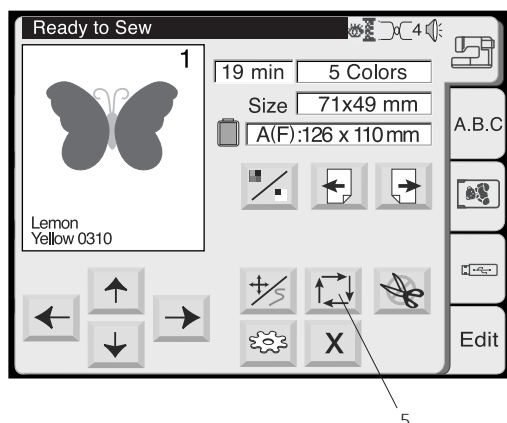 Ready to Sew
4
1
19 min
5 Colors
Size
71x49 mm
A(F):126 x 110 mm
A.B.C
Lemon
Yellow 0310
X
Edit
5